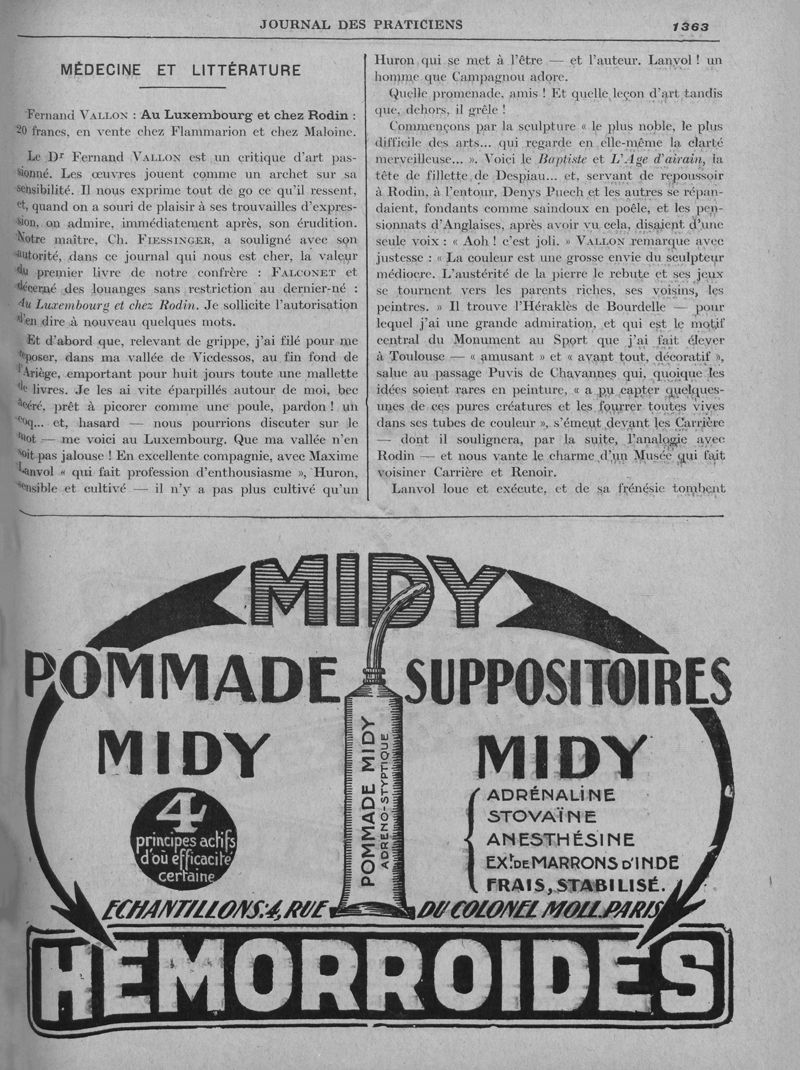 JOURNAL DES PRATICIENS
1363
MÉDECINE ET LITTÉRATURE
Fernand VALLON : Au Luxembourg et chez Rodin :
20 francs, en vente chez Flammarion et chez Maloine.
Le Dr Fernand VALLON est un critique d'art pas-
sionné. Les œuvres jouent comme un archet sur sa
sensibilité. Il nous exprime tout de go ce qu'il ressent,
et, quand on a souri de plaisir à ses trouvailles d'expres-
sion, on admire, immédiatement après, son érudition.
Notre maître, Ch. FIESSINGER, a souligné avec son
autorité, dans ce journal qui nous est cher, la valeur
du premier livre de notre confrère : FALCONET et
décerné des louanges sans restriction au dernier-né :
Au Luxembourg et chez Rodin. Je sollicite l'autorisation
d'en dire à nouveau quelques mots.
Et d'abord que, relevant de grippe, j'ai filé pour me
reposer, dans ma vallée de Vicdessos, au fin fond de
l'Ariège, emportant pour huit jours toute une mallette
de livres. Je les ai vite éparpillés autour de moi, bec
acéré, prêt à picorer comme une poule, pardon ! un
coq... et, hasard — nous pourrions discuter sur le
mot — me voici au Luxembourg. Que ma vallée n'en
soit pas jalouse ! En excellente compagnie, avec Maxime
Lanvol « qui fait profession d'enthousiasme », Huron,
sensible et cultivé — il n'y a pas plus cultivé qu'un
Huron qui se met à l'être — et l'auteur. Lanvol ! un
homme que Campagnou adore.
Quelle promenade, amis ! Et quelle leçon d'art tandis
que, dehors, il grêle !
Commençons par la sculpture « le plus noble, le plus
difficile des arts... qui regarde en elle-même la clarté
merveilleuse... ». Voici le Baptiste et L'Age d'airain, la
tête de fillette de Despiau... et, servant de repoussoir
à Rodin, à l'entour, Denys Puech et les autres se répan-
daient, fondants comme saindoux en poêle, et les pen-
sionnats d'Anglaises, après avoir vu cela, disaient d'une
seule voix : « Aoh ! c'est joli. » VALLON remarque avec
justesse : « La couleur est une grosse envie du sculpteur
médiocre. L'austérité de la pierre le rebute et ses jeux
se tournent vers les parents riches, ses voisins, les
peintres. » Il trouve l'Héraklès de Bourdelle — pour
lequel j'ai une grande admiration, et qui est le motif
central du Monument au Sport que j'ai fait élever
à Toulouse — « amusant » et « avant tout, décoratif »,
salue au passage Puvis de Chavannes qui, quoique les
idées soient rares en peinture, « a pu capter quelques-
unes de ces pures créatures et les fourrer toutes vives
dans ses tubes de couleur », s'émeut devant les Carrière
— dont il soulignera, par la suite, l'analogie avec
Rodin — et nous vante le charme d'un Musée qui fait
voisiner Carrière et Renoir.
Lanvol loue et exécute, et de sa frénésie tombent
MIDY
POMMADE
MIDY
4
principes actifs
d'où efficacité
certaine
POMMADE MIDY
ADRENO-STYPTIQUE
SUPPOSITOIRES
MIDY
ADRÉNALINE
STOVAÏNE
ANESTHÉSINE
EXt. DE MARRONS D'INDE
FRAIS, STABILISÉ.
ECHANTILLONS: 4, RUE DU COLONEL MOLL. PARIS
HEMORROIDES